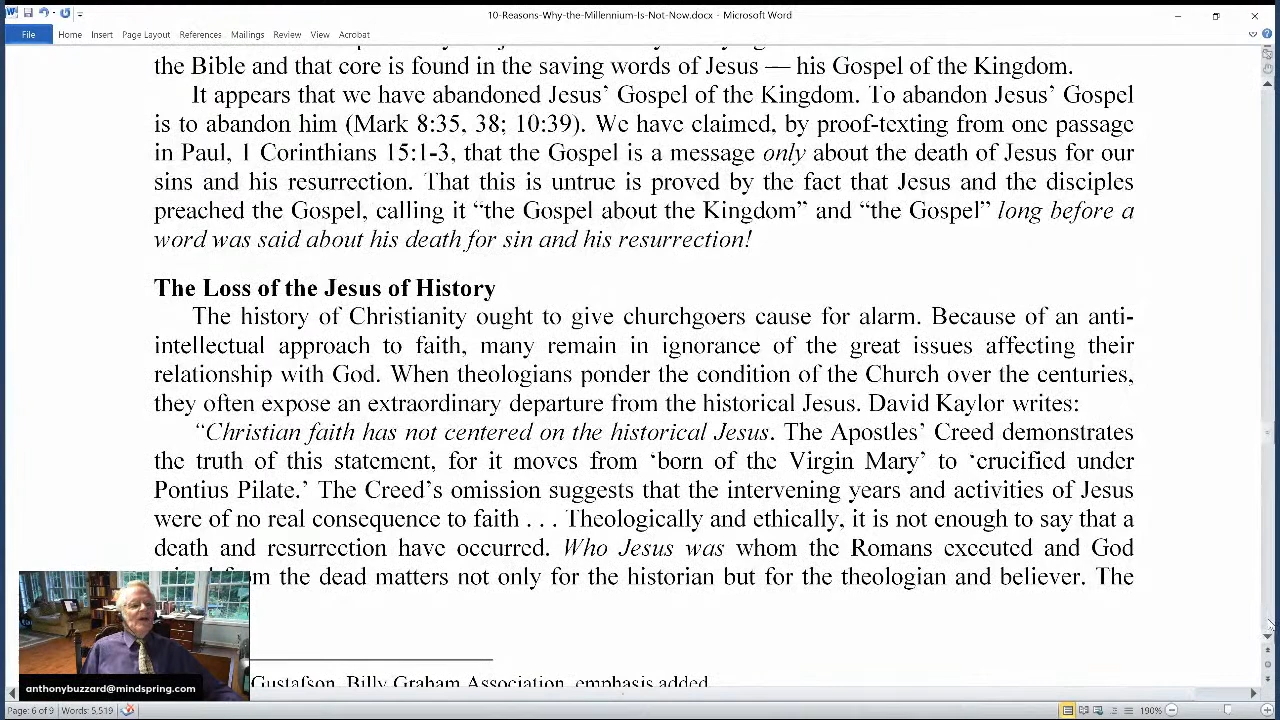 10-Reasons-Why-the-Millennium-Is-Not-Now.docx - Microsoft Word
File Home Insert Page Layout References Mailings Review View Acrobat
the Bible and that core is found in the saving words of Jesus — his Gospel of the Kingdom.
It appears that we have abandoned Jesus’ Gospel of the Kingdom. To abandon Jesus’ Gospel
is to abandon him (Mark 8:35, 38; 10:39). We have claimed, by proof-texting from one passage
in Paul, 1 Corinthians 15:1-3, that the Gospel is a message only about the death of Jesus for our
sins and his resurrection. That this is untrue is proved by the fact that Jesus and the disciples
preached the Gospel, calling it “the Gospel about the Kingdom” and “the Gospel” long before a
word was said about his death for sin and his resurrection!
The Loss of the Jesus of History
The history of Christianity ought to give churchgoers cause for alarm. Because of an anti-
intellectual approach to faith, many remain in ignorance of the great issues affecting their
relationship with God. When theologians ponder the condition of the Church over the centuries,
they often expose an extraordinary departure from the historical Jesus. David Kaylor writes:
“Christian faith has not centered on the historical Jesus. The Apostles’ Creed demonstrates
the truth of this statement, for it moves from ‘born of the Virgin Mary’ to ‘crucified under
Pontius Pilate.’ The Creed’s omission suggests that the intervening years and activities of Jesus
were of no real consequence to faith . . . Theologically and ethically, it is not enough to say that a
death and resurrection have occurred. Who Jesus was whom the Romans executed and God
the dead matters not only for the historian but for the theologian and believer. The
Gustafson, Billy Graham Association, emphasis added
anthonybuzzard@mindspring.com
Page: 6 of 9 Words: 5,519 190%